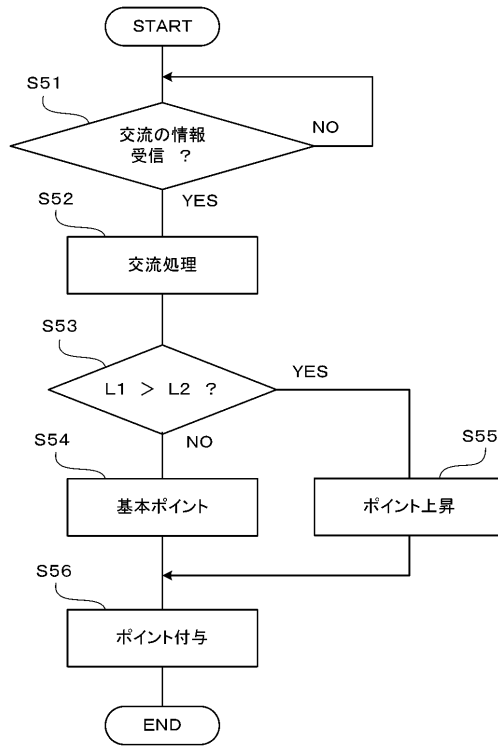 START
S51
交流の情報
受信 ?
NO
YES
S52
交流処理
S53
L1 > L2 ?
YES
NO
S54
基本ポイント
S55
ポイント上昇
S56
ポイント付与
END